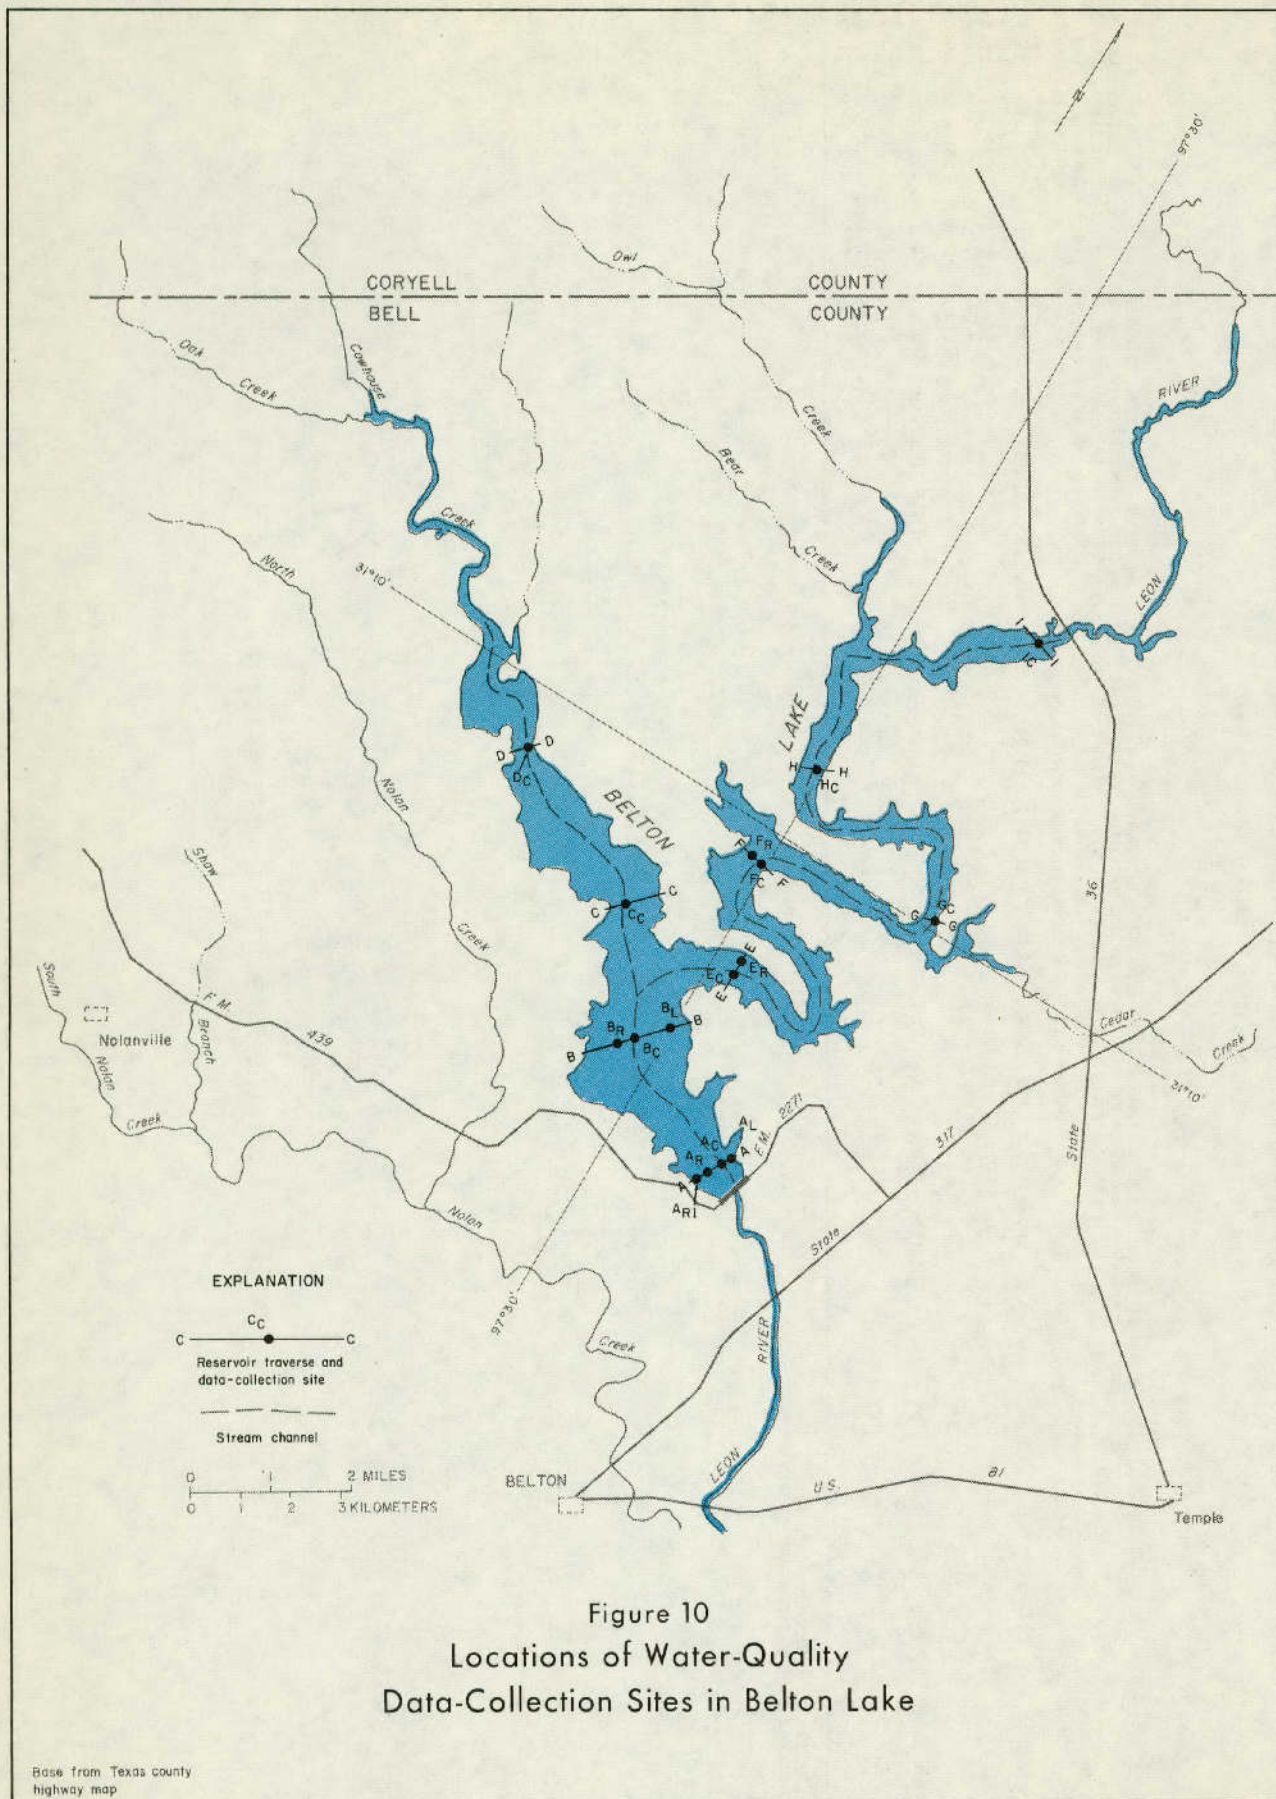 N
97°30'
Owl
CORYELL COUNTY
BELL COUNTY
Oak
Creek
Cowhouse
Creek
RIVER
LEON
Creek
Bear
Creek
North
31°10'
I
IC
I
LAKE
D D
DC
H H
HC
BELTON
Nolan
Shaw
F FR
FC F
36
C C
CC
GC
G G
Creek
South
F. M.
E
EC ER
E
Nolanville
Branch
439
BR BL B
B BC
Cedar
Creek
Nolan
Creek
31°10'
2271
F. M.
AL
AC A
AR
A
AR1
317
State
State
Nolan
EXPLANATION
CC
C C
Reservoir traverse and
data-collection site
Stream channel
97°30'
Creek
RIVER
0 1 2 MILES
0 1 2 3 KILOMETERS
BELTON
LEON
U.S. 81
Temple
Figure 10
Locations of Water-Quality
Data-Collection Sites in Belton Lake
Base from Texas county
highway map